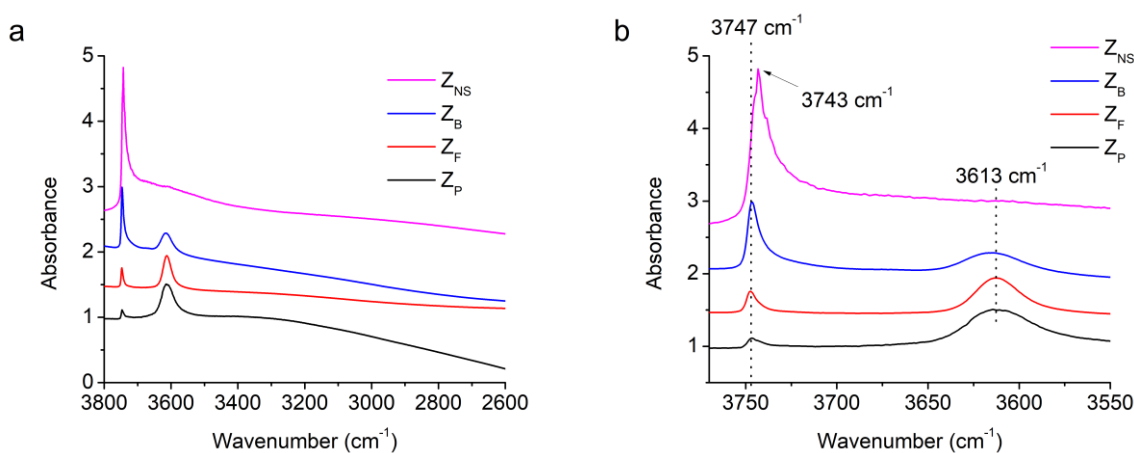 a
5
4
3
2
1
0
Absorbance
3800 3600 3400 3200 3000 2800 2600
Wavenumber (cm⁻¹)
Z_NS
Z_B
Z_F
Z_P
b
3747 cm⁻¹
3743 cm⁻¹
3613 cm⁻¹
5
4
3
2
1
Absorbance
3750 3700 3650 3600 3550
Wavenumber (cm⁻¹)
Z_NS
Z_B
Z_F
Z_P